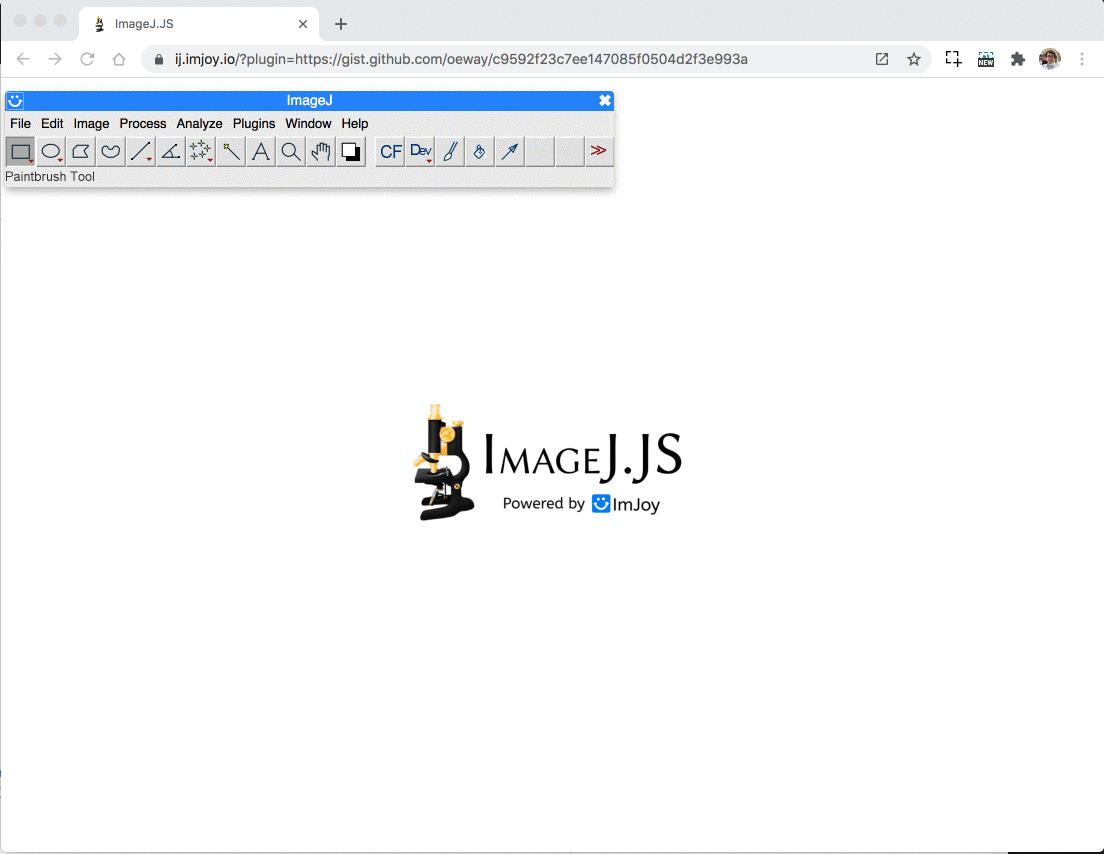 ImageJ.JS
ij.imjoy.io/?plugin=https://gist.github.com/oeway/c9592f23c7ee147085f0504d2f3e993a
NEW
ImageJ
File Edit Image Process Analyze Plugins Window Help
A CF Dev
Paintbrush Tool
IMAGEJ.JS
Powered by ImJoy